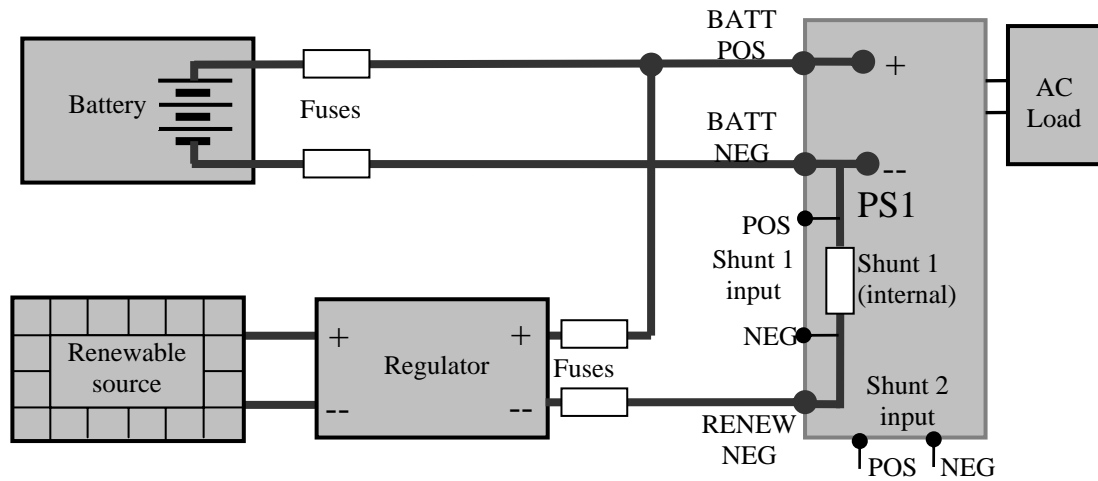 BATT
POS
+
AC
Load
Battery
Fuses
BATT
NEG
--
PS1
POS
Shunt 1
input
Shunt 1
(internal)
NEG
Renewable
source
+
--
Regulator
+
--
Fuses
RENEW
NEG
Shunt 2
input
POS
NEG